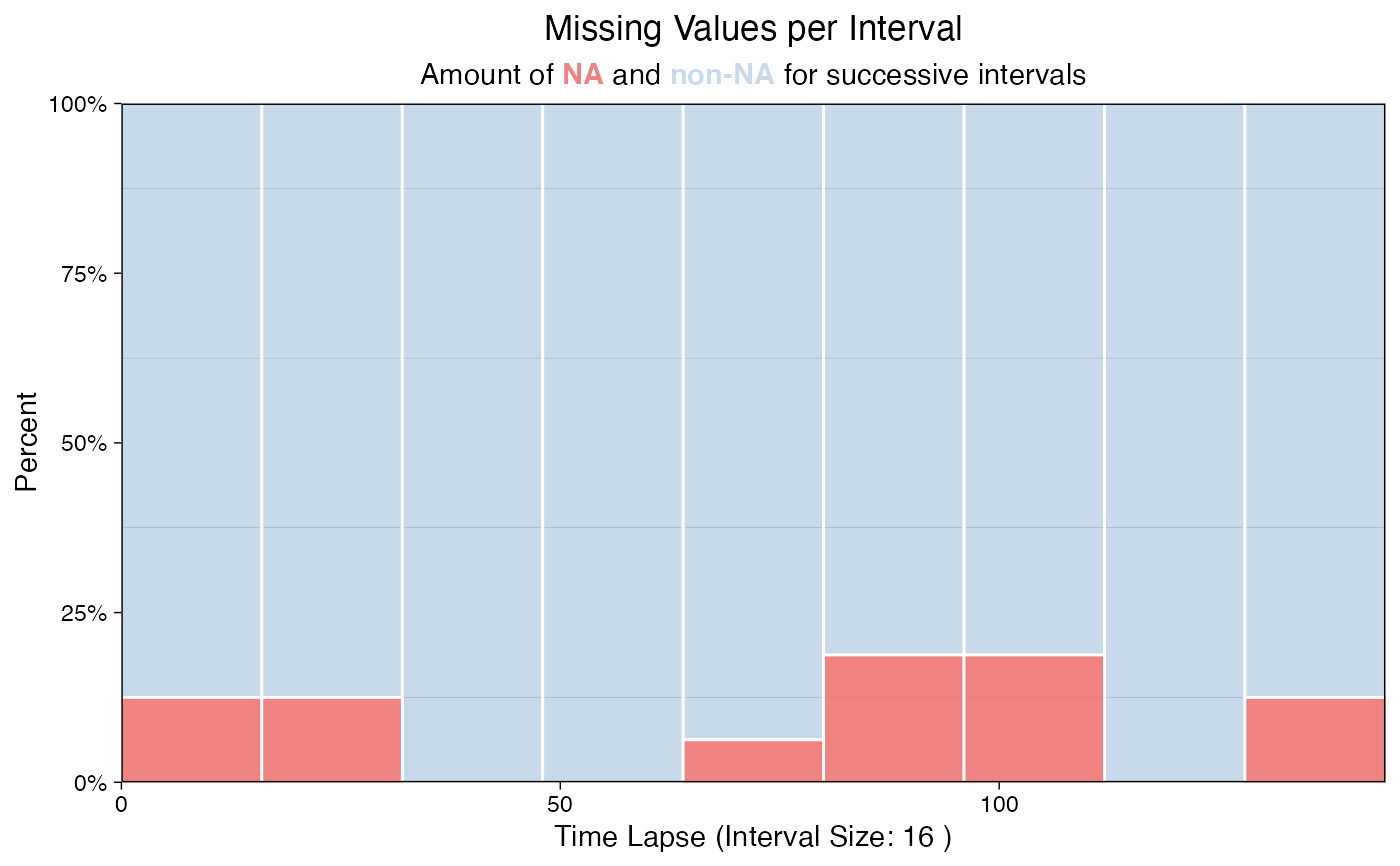 Missing Values per Interval
Amount of NA and non-NA for successive intervals
100%
75%
50%
25%
0%
Percent
0
50
100
Time Lapse (Interval Size: 16 )